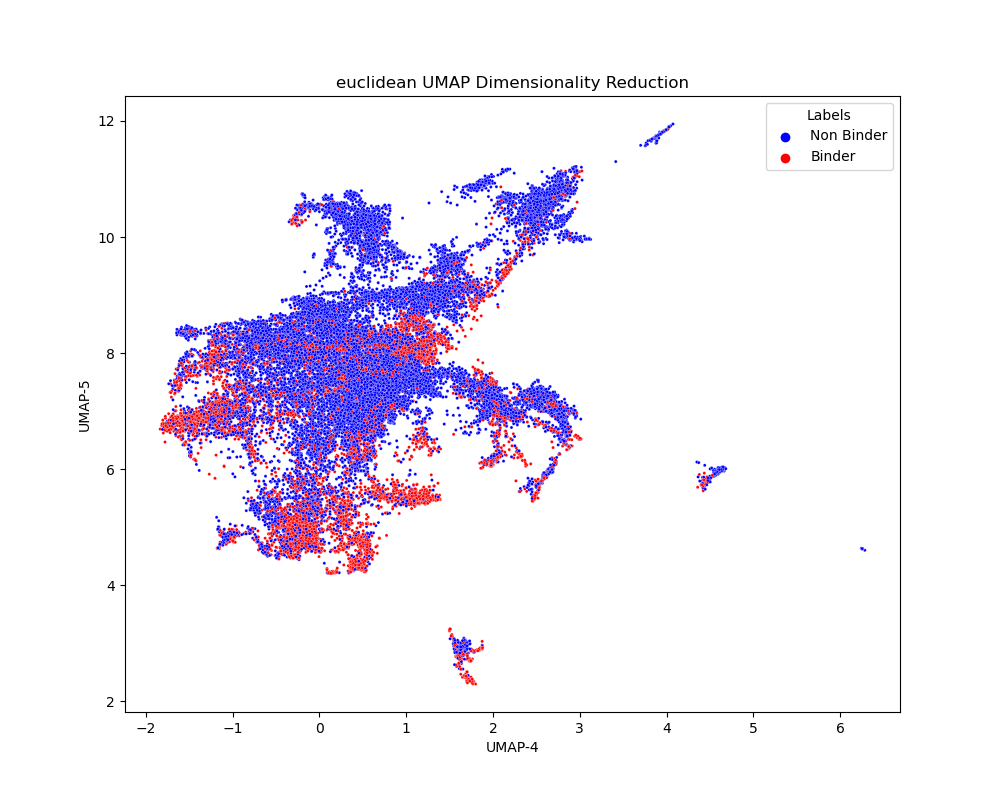 euclidean UMAP Dimensionality Reduction
Labels
Non Binder
Binder
12
10
8
6
4
2
UMAP-5
−2
−1
0
1
2
3
4
5
6
UMAP-4